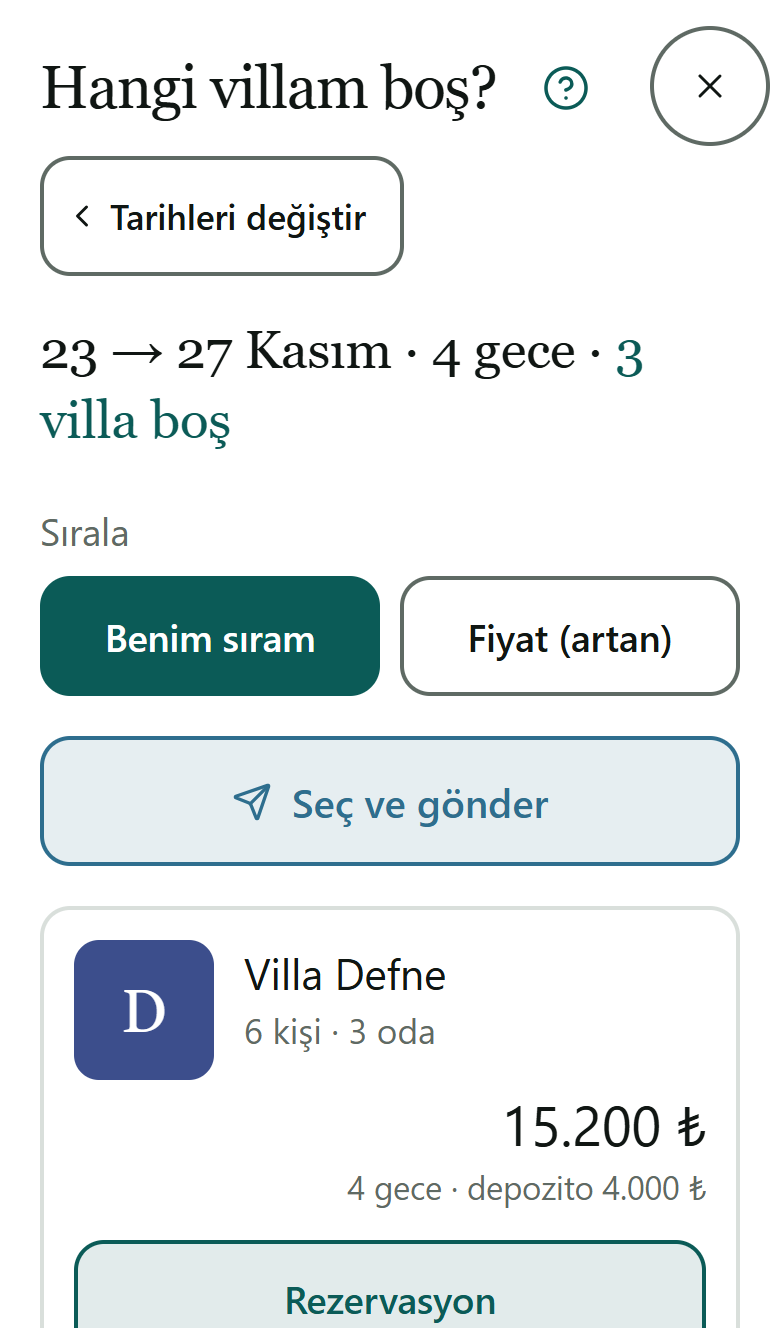 Hangi villam boş?
Tarihleri değiştir
23 → 27 Kasım · 4 gece · 3
villa boş
Sırala
Benim sıram
Fiyat (artan)
Seç ve gönder
D
Villa Defne
6 kişi · 3 oda
15.200 ₺
4 gece · depozito 4.000 ₺
Rezervasyon